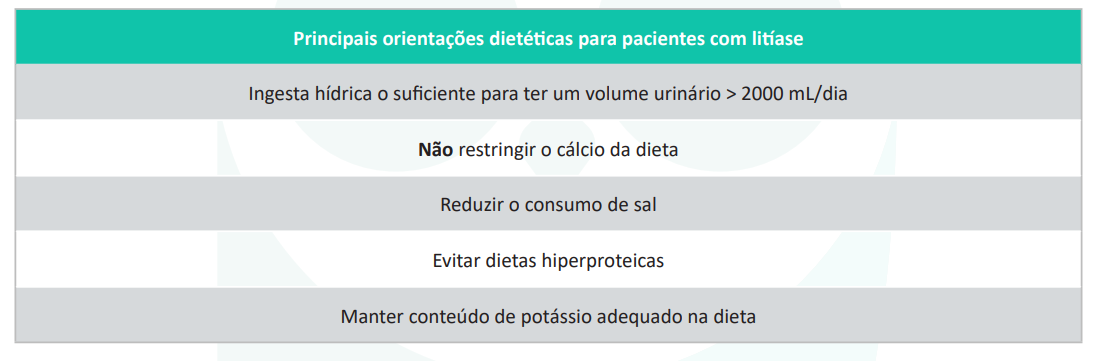 Principais orientações dietéticas para pacientes com litíase
Ingesta hídrica o suficiente para ter um volume urinário > 2000 mL/dia
Não restringir o cálcio da dieta
Reduzir o consumo de sal
Evitar dietas hiperproteicas
Manter conteúdo de potássio adequado na dieta